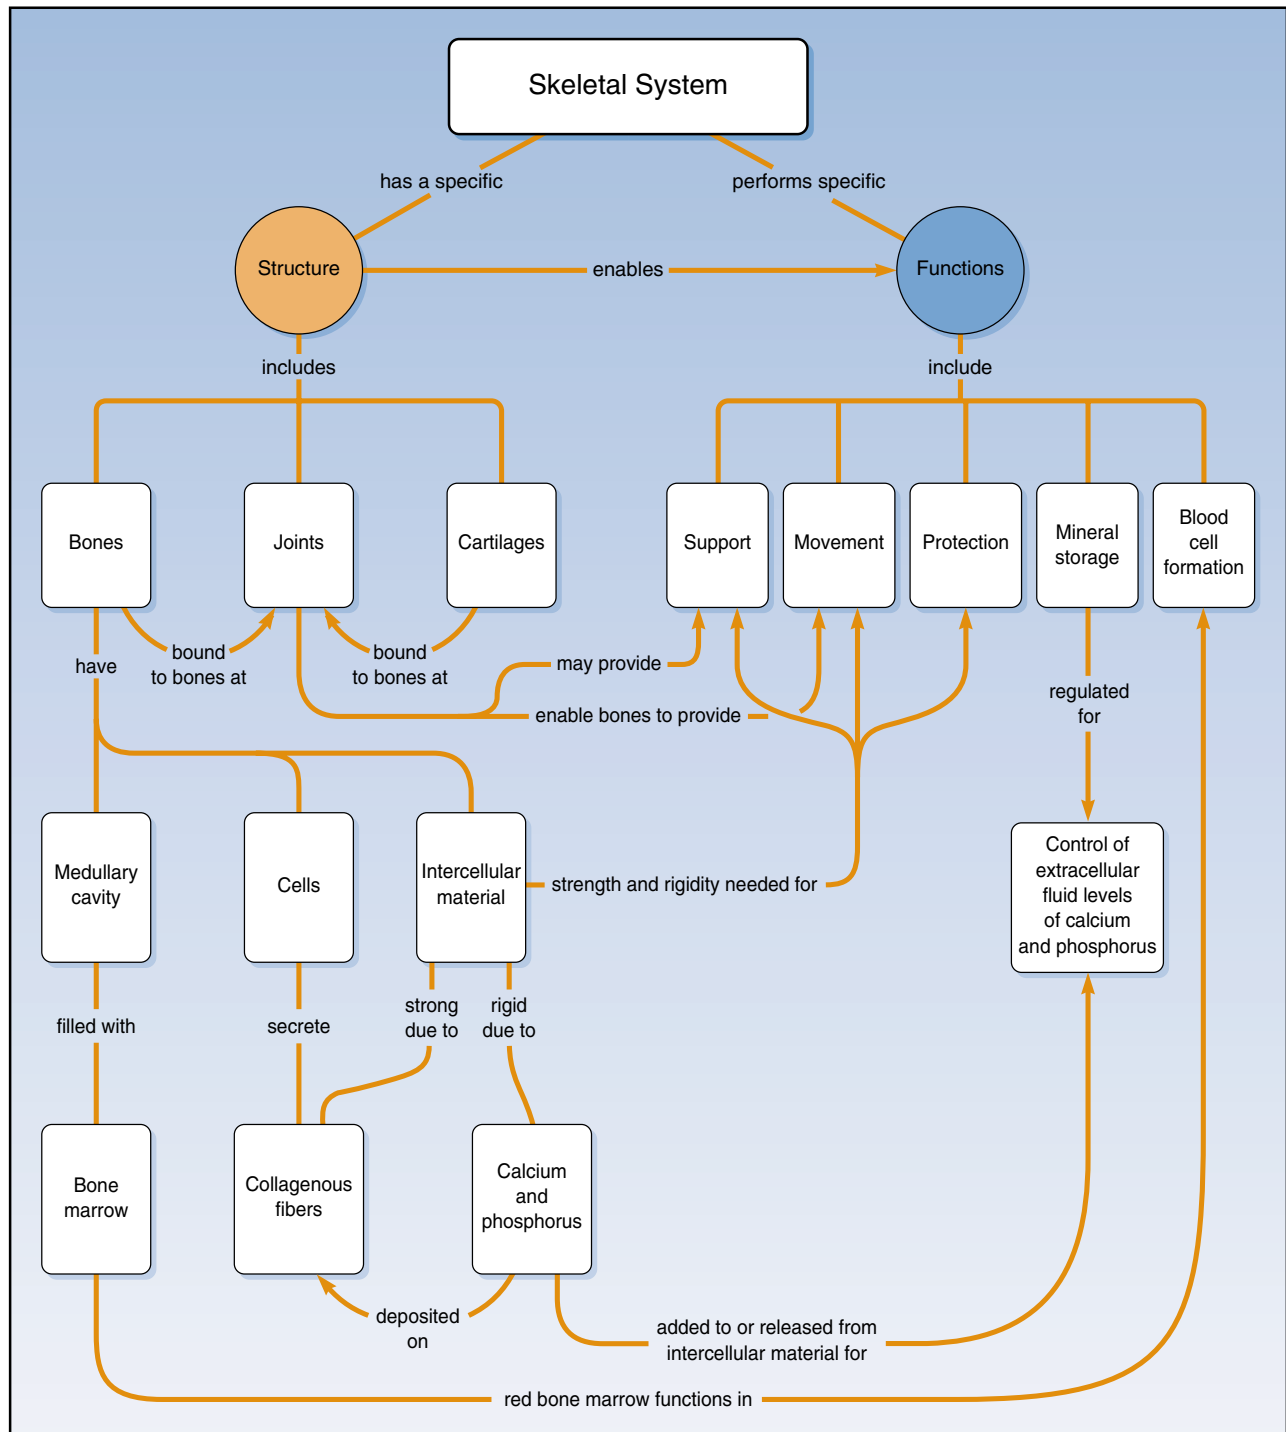 Skeletal System
has a specific
performs specific
Structure
enables
Functions
includes
include
Bones
Joints
Cartilages
Support
Movement
Protection
Mineral
storage
Blood
cell
formation
have
bound
to bones at
bound
to bones at
may provide
enable bones to provide
regulated
for
Medullary
cavity
Cells
Intercellular
material
strength and rigidity needed for
Control of
extracellular
fluid levels
of calcium
and phosphorus
filled with
secrete
strong
due to
rigid
due to
Bone
marrow
Collagenous
fibers
Calcium
and
phosphorus
deposited
on
added to or released from
intercellular material for
red bone marrow functions in